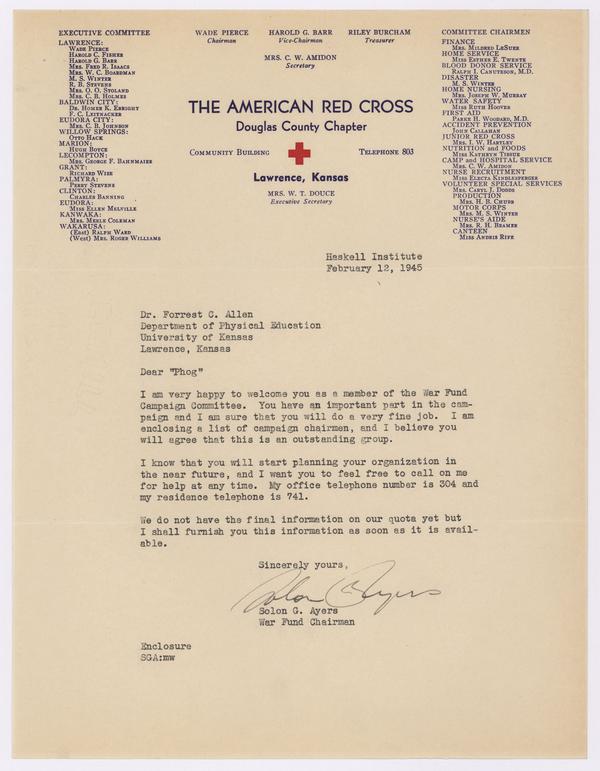 EXECUTIVE COMMITTEE
LAWRENCE:
WADE PIERCE
HAROLD C. FISHER
HAROLD G. BARR
MRS. FRED R. ISAACS
MRS. W. C. BOARDMAN
M. S. WINTER
R. B. STEVENS
MRS. O. O. STOLAND
MRS. C. B. HOLMES
BALDWIN CITY:
DR. HOMER K. EBRIGHT
F. C. LEITNACKER
EUDORA CITY:
MRS. C. B. JOHNSON
WILLOW SPRINGS:
OTTO HACK
MARION:
HUGH BOYCE
LECOMPTON:
MRS. GEORGE F. BAHNMAIER
GRANT:
RICHARD WISE
PALMYRA:
PERRY STEVENS
CLINTON:
CHARLES BANNING
EUDORA:
MISS ELLEN MELVILLE
KANWAKA:
MRS. MERLE COLEMAN
WAKARUSA:
(East) RALPH WARD
(West) MRS. ROGER WILLIAMS
WADE PIERCE
Chairman
HAROLD G. BARR
Vice-Chairman
RILEY BURCHAM
Treasurer
MRS. C. W. AMIDON
Secretary
THE AMERICAN RED CROSS
Douglas County Chapter
COMMUNITY BUILDING
TELEPHONE 803
Lawrence, Kansas
MRS. W. T. DOUCE
Executive Secretary
COMMITTEE CHAIRMEN
FINANCE
MRS. MILDRED LESUER
HOME SERVICE
MISS ESTHER E. TWENTE
BLOOD DONOR SERVICE
RALPH I. CANUTESON, M.D.
DISASTER
M. S. WINTER
HOME NURSING
MRS. JOSEPH W. MURRAY
WATER SAFETY
MISS RUTH HOOVER
FIRST AID
PARKE H. WOODARD, M.D.
ACCIDENT PREVENTION
JOHN CALLAHAN
JUNIOR RED CROSS
MRS. I. W. HARTLEY
NUTRITION and FOODS
MISS KATHRYN TISSUE
CAMP and HOSPITAL SERVICE
MRS. C. W. AMIDON
NURSE RECRUITMENT
MISS ELECTA KINDLESPERGER
VOLUNTEER SPECIAL SERVICES
MRS. CARYL J. DODDS
PRODUCTION
MRS. H. B. CHUBB
MOTOR CORPS
MRS. M. S. WINTER
NURSE'S AIDE
MRS. R. H. BEAMER
CANTEEN
MISS ANDRIS RIFE
Haskell Institute
February 12, 1945
Dr. Forrest C. Allen
Department of Physical Education
University of Kansas
Lawrence, Kansas
Dear "Phog"
I am very happy to welcome you as a member of the War Fund
Campaign Committee. You have an important part in the cam-
paign and I am sure that you will do a very fine job. I am
enclosing a list of campaign chairmen, and I believe you
will agree that this is an outstanding group.
I know that you will start planning your organization in
the near future, and I want you to feel free to call on me
for help at any time. My office telephone number is 304 and
my residence telephone is 741.
We do not have the final information on our quota yet but
I shall furnish you this information as soon as it is avail-
able.
Sincerely yours,
Solon G. Ayers
Solon G. Ayers
War Fund Chairman
Enclosure
SGA:mw